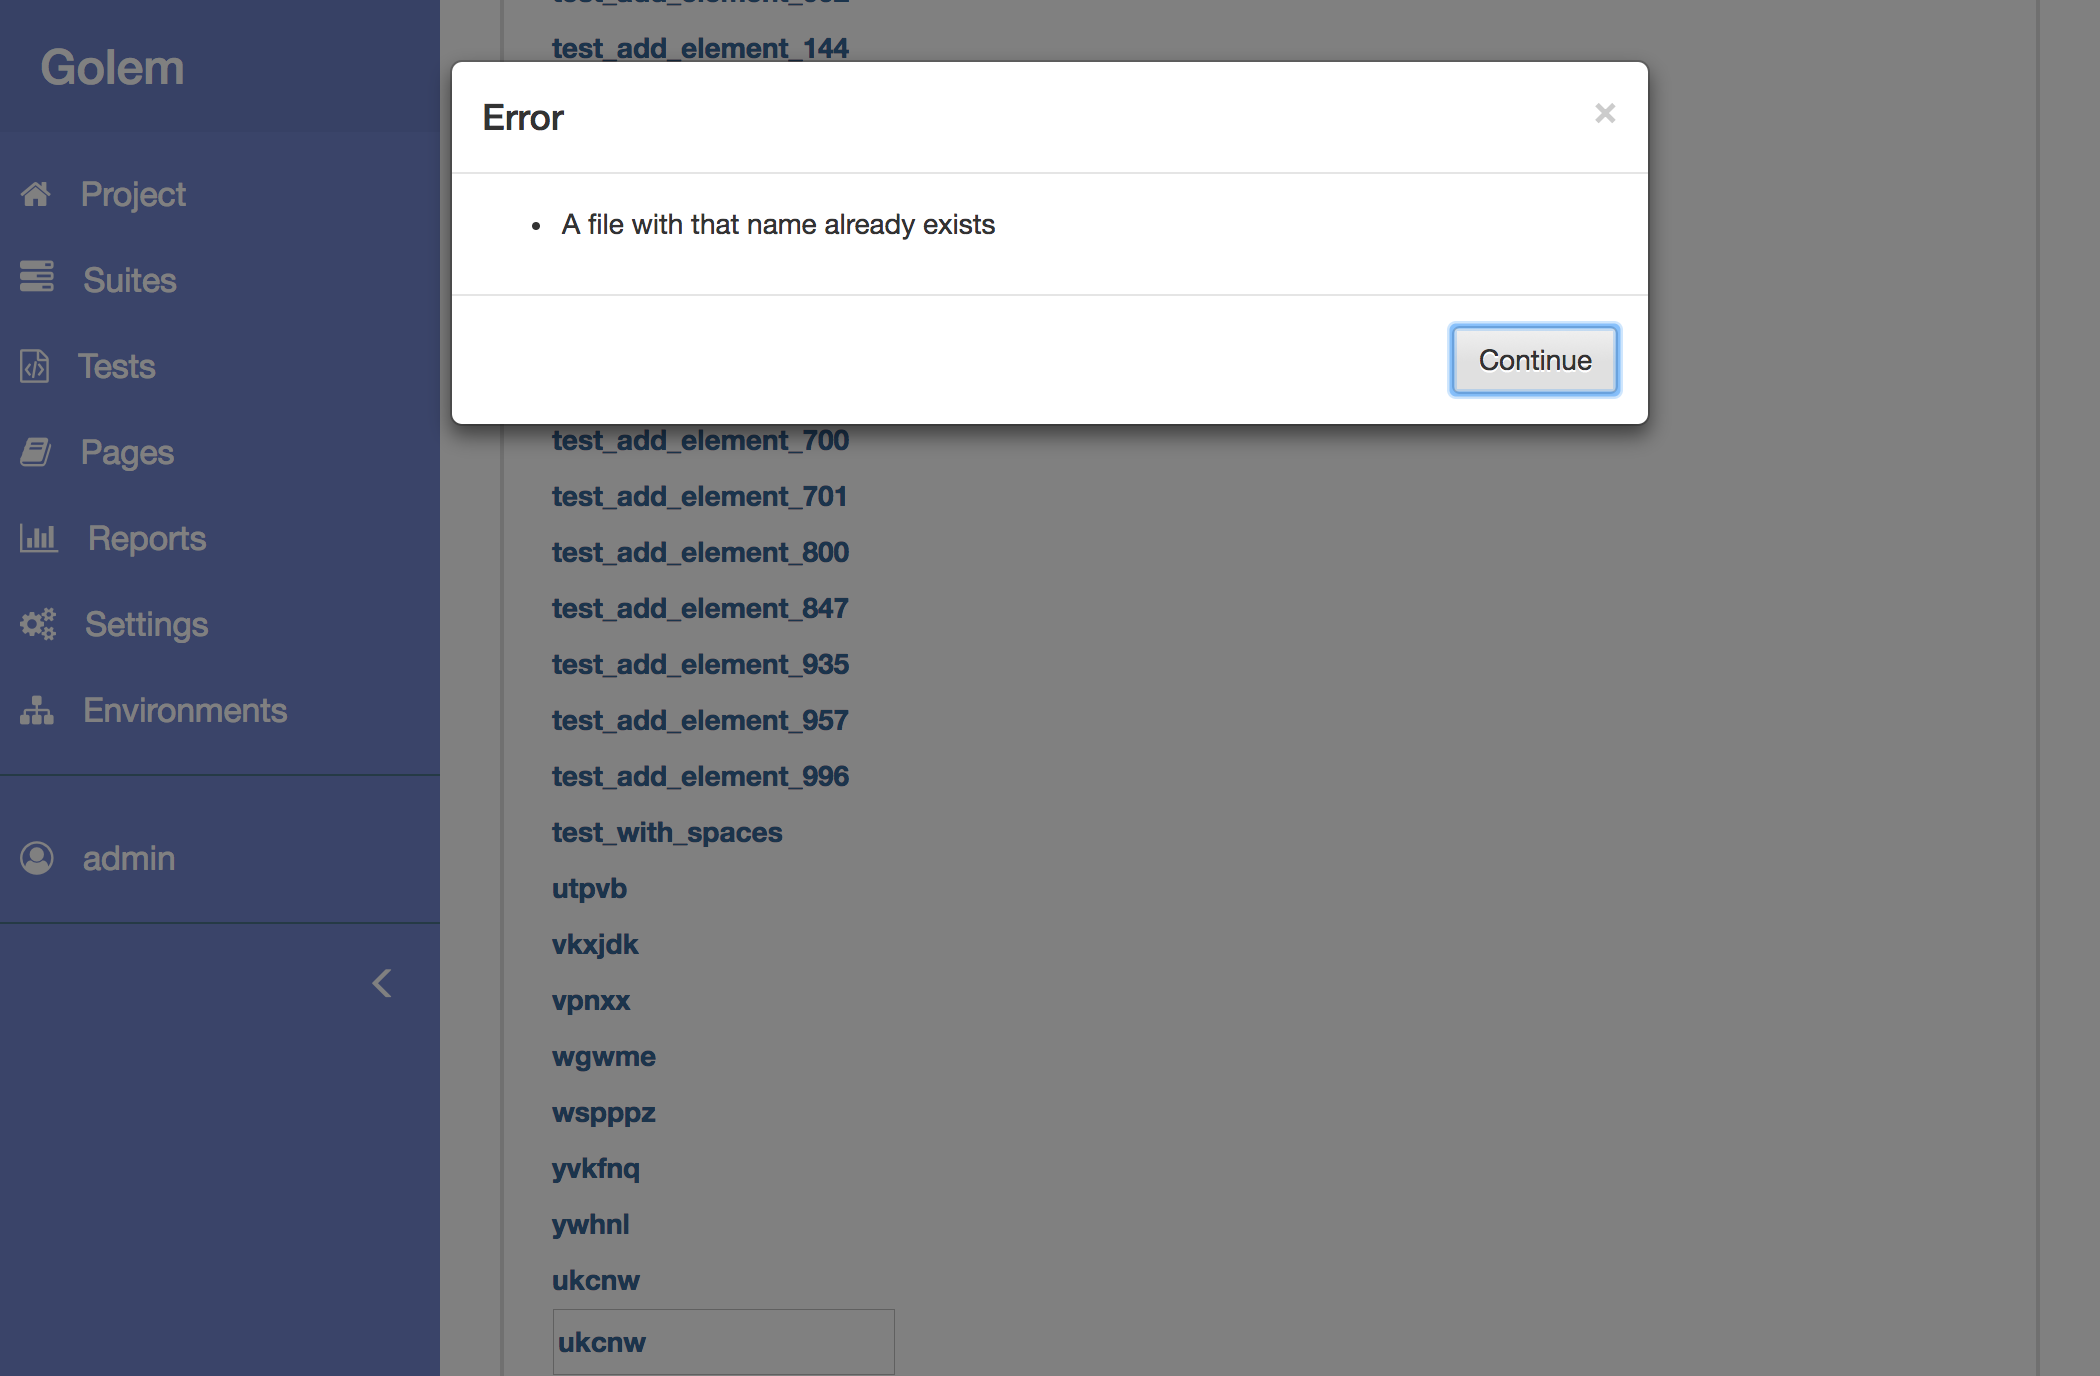 Golem
Project
Suites
Tests
Pages
Reports
Settings
Environments
admin
test_add_element_144
Error
×
• A file with that name already exists
Continue
test_add_element_700
test_add_element_701
test_add_element_800
test_add_element_847
test_add_element_935
test_add_element_957
test_add_element_996
test_with_spaces
utpvb
vkxjdk
vpnxx
wgwme
wspppz
yvkfnq
ywhnl
ukcnw
ukcnw